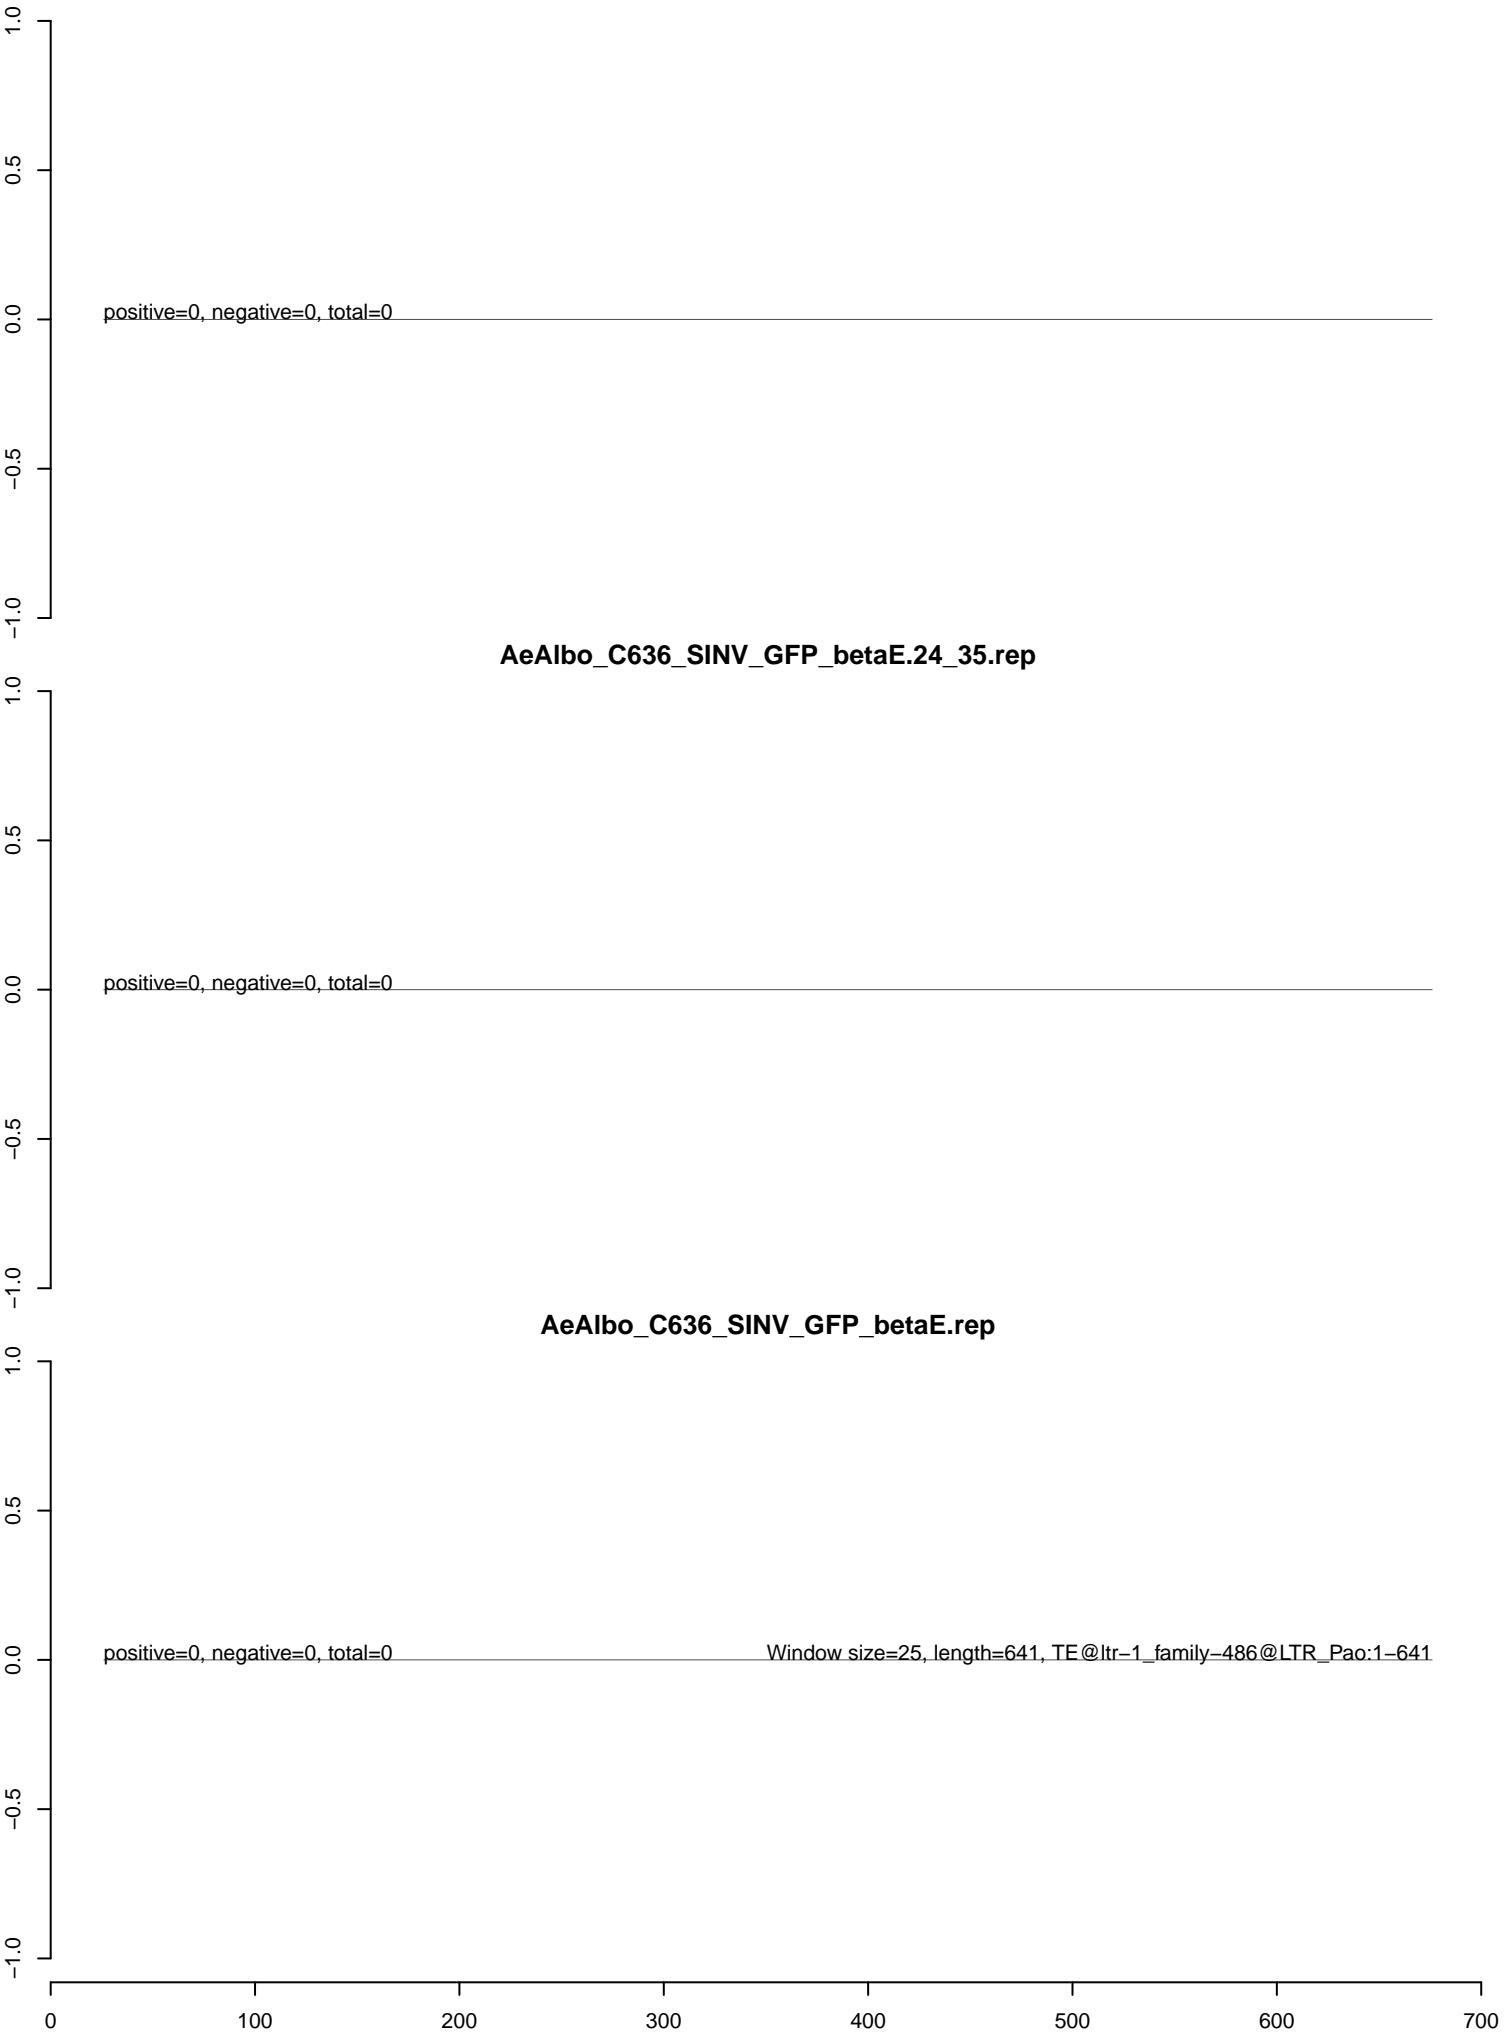 1.0
0.5
0.0
positive=0, negative=0, total=0
−0.5
−1.0
AeAlbo_C636_SINV_GFP_betaE.24_35.rep
1.0
0.5
0.0
positive=0, negative=0, total=0
−0.5
−1.0
AeAlbo_C636_SINV_GFP_betaE.rep
1.0
0.5
0.0
positive=0, negative=0, total=0 Window size=25, length=641, TE@ltr−1_family−486@LTR_Pao:1−641
−0.5
−1.0
0 100 200 300 400 500 600 700